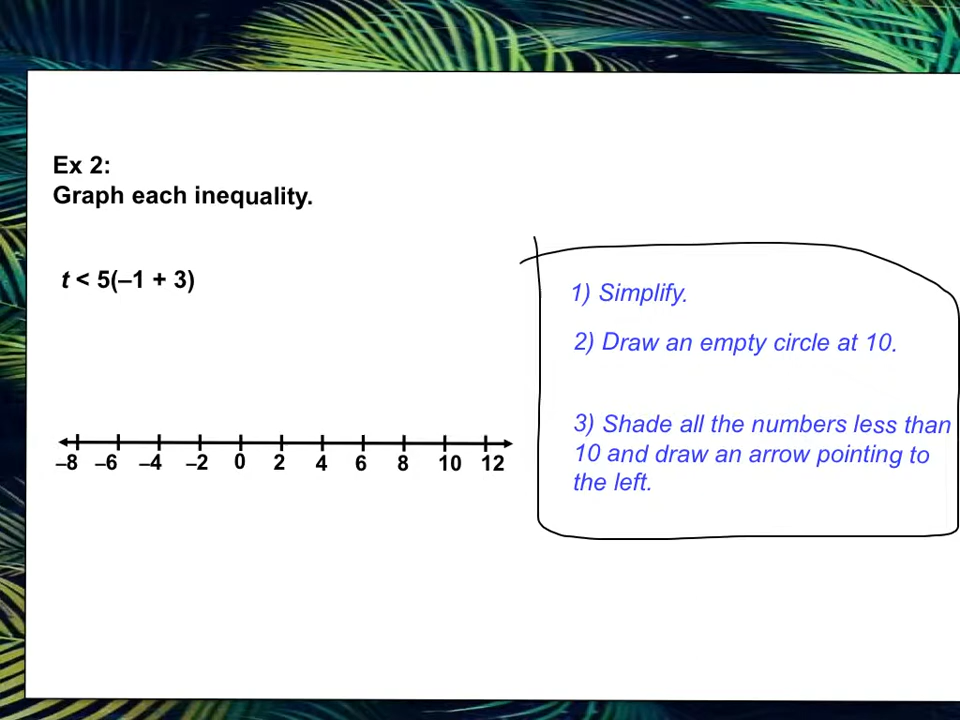 Ex 2:
Graph each inequality.
t < 5(–1 + 3)
1) Simplify.
2) Draw an empty circle at 10.
3) Shade all the numbers less than
10 and draw an arrow pointing to
the left.
–8 –6 –4 –2 0 2 4 6 8 10 12